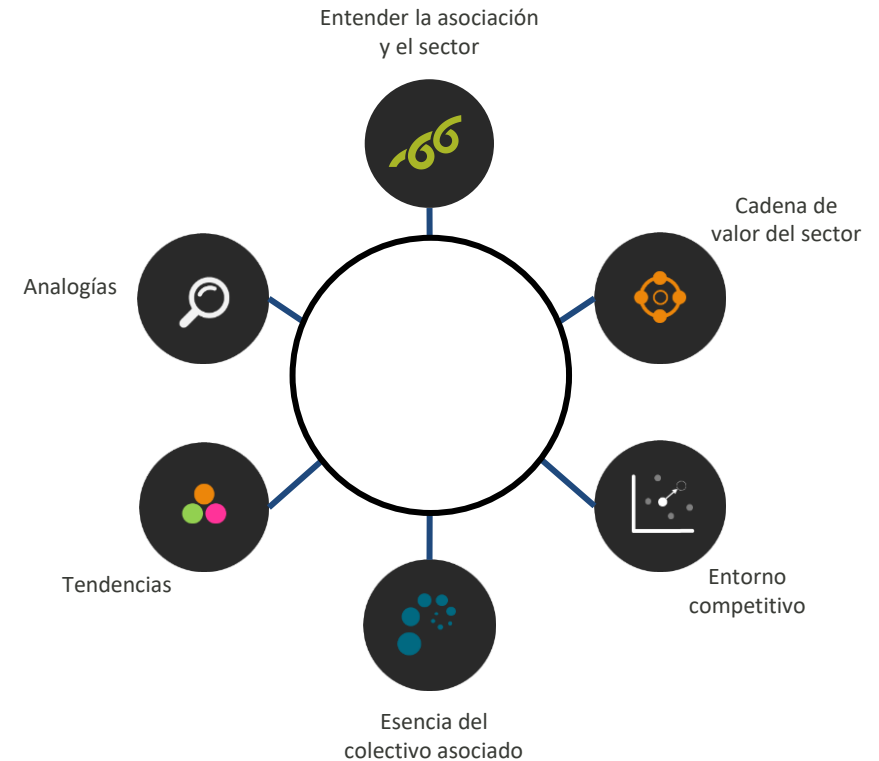 Entender la asociación
y el sector
Cadena de
valor del sector
Analogías
Tendencias
Entorno
competitivo
Esencia del
colectivo asociado